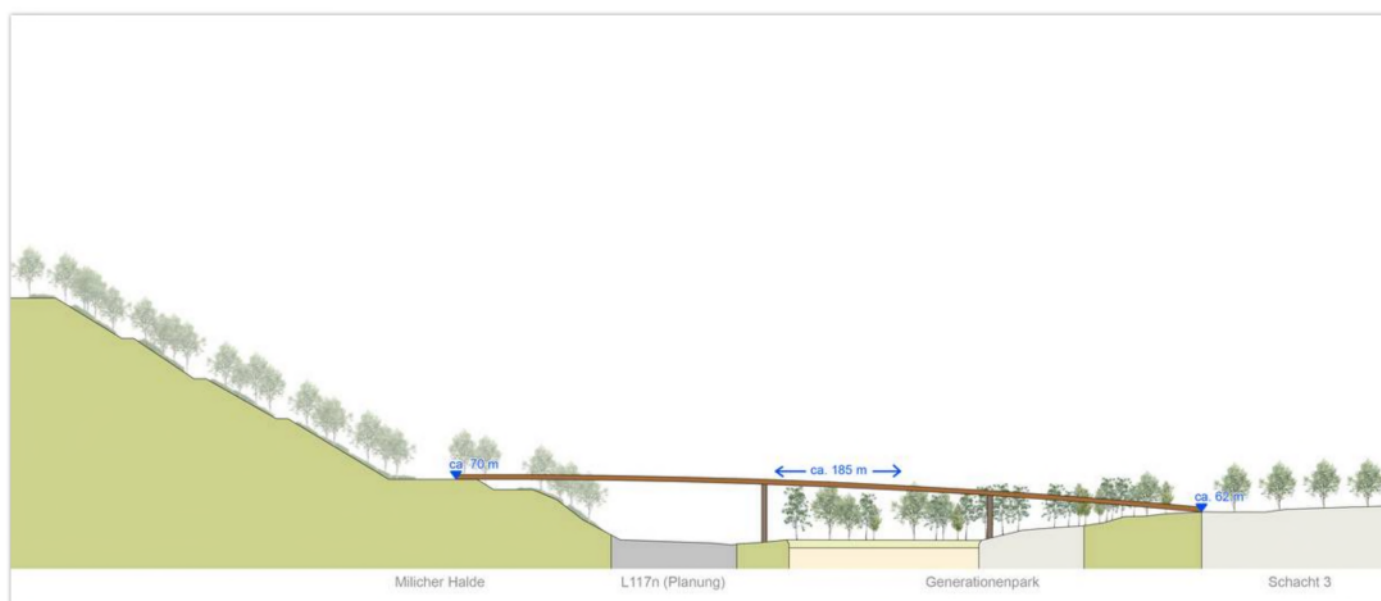 ca. 70 m
ca. 185 m
ca. 62 m
Milicher Halde
L117n (Planung)
Generationenpark
Schacht 3